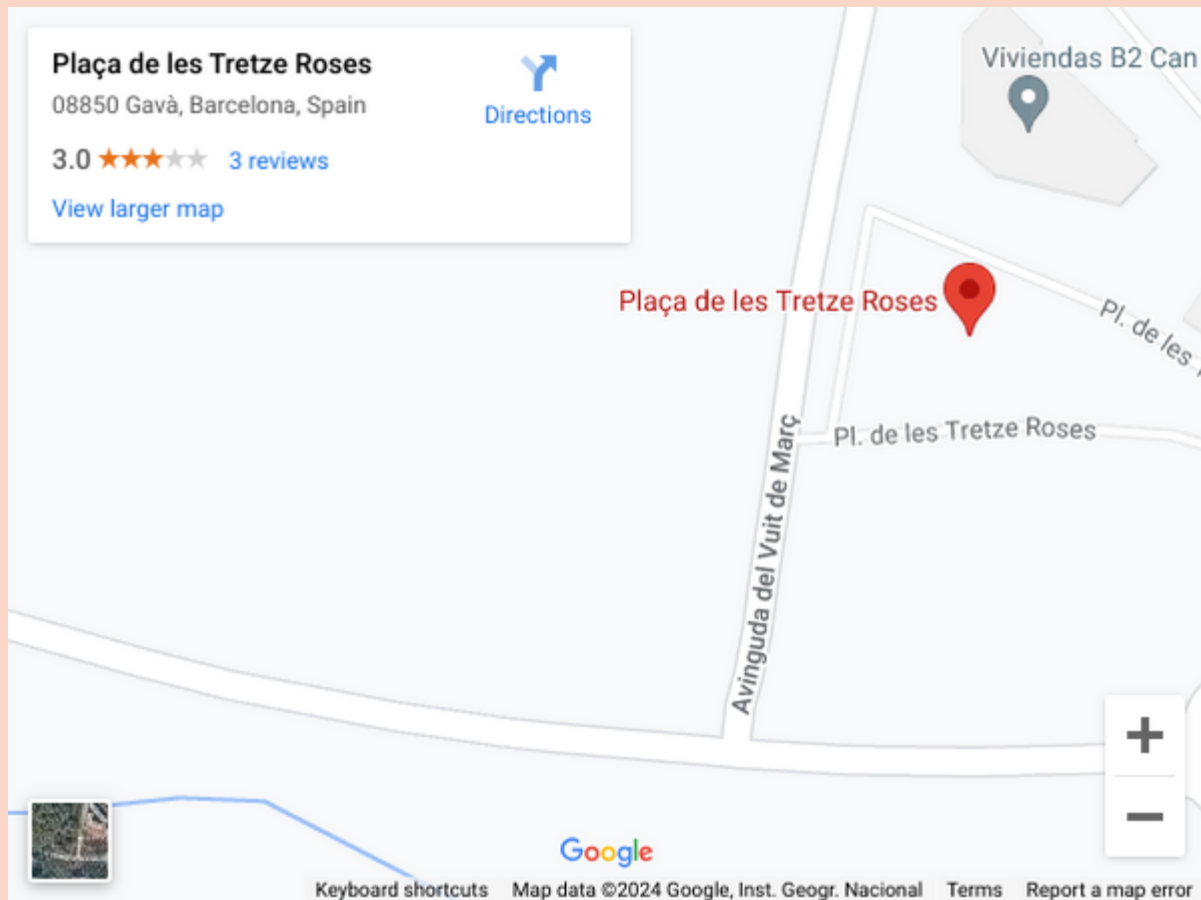 Plaça de les Tretze Roses
08850 Gavà, Barcelona, Spain
Directions
3.0
3 reviews
View larger map
Viviendas B2 Can
Plaça de les Tretze Roses
Pl. de les
Pl. de les Tretze Roses
Avinguda del Vuit de Març
Google
Keyboard shortcuts
Map data ©2024 Google, Inst. Geogr. Nacional
Terms
Report a map error